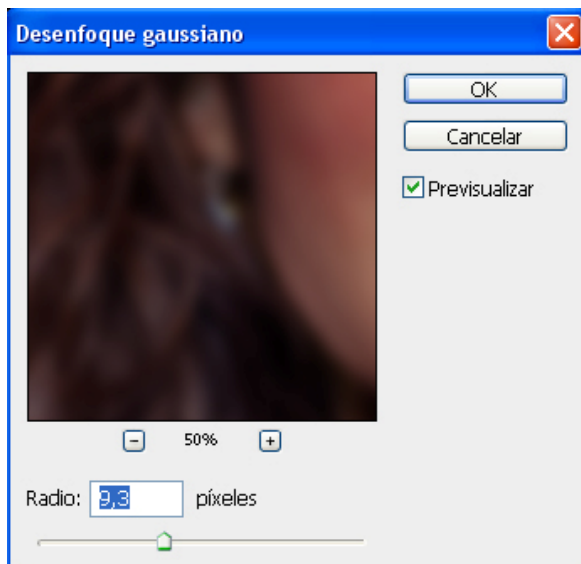 Desenfoque gaussiano
OK
Cancelar
Previsualizar
50%
Radio: 9,3 píxeles